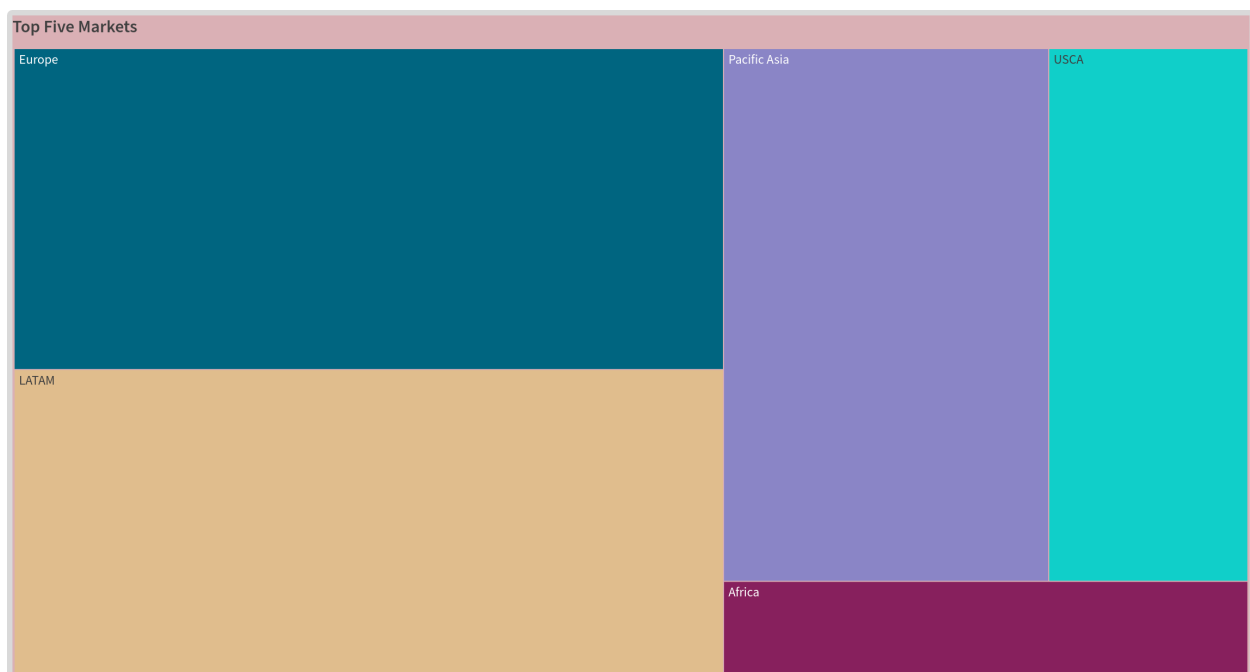 Top Five Markets
Europe
Pacific Asia
USCA
LATAM
Africa